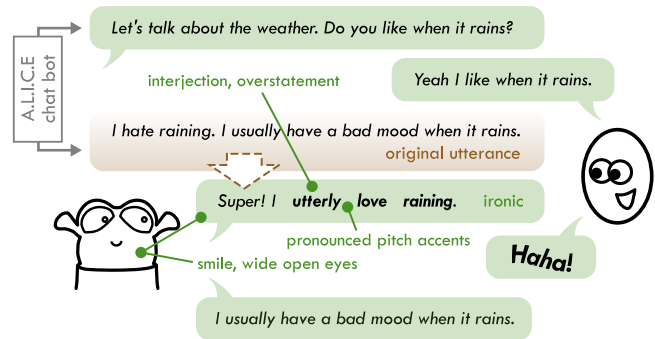 A.L.I.C.E
chat bot
Let's talk about the weather. Do you like when it rains?
Yeah I like when it rains.
interjection, overstatement
I hate raining. I usually have a bad mood when it rains.
original utterance
Super! I utterly love raining. ironic
pronounced pitch accents
smile, wide open eyes
Haha!
I usually have a bad mood when it rains.